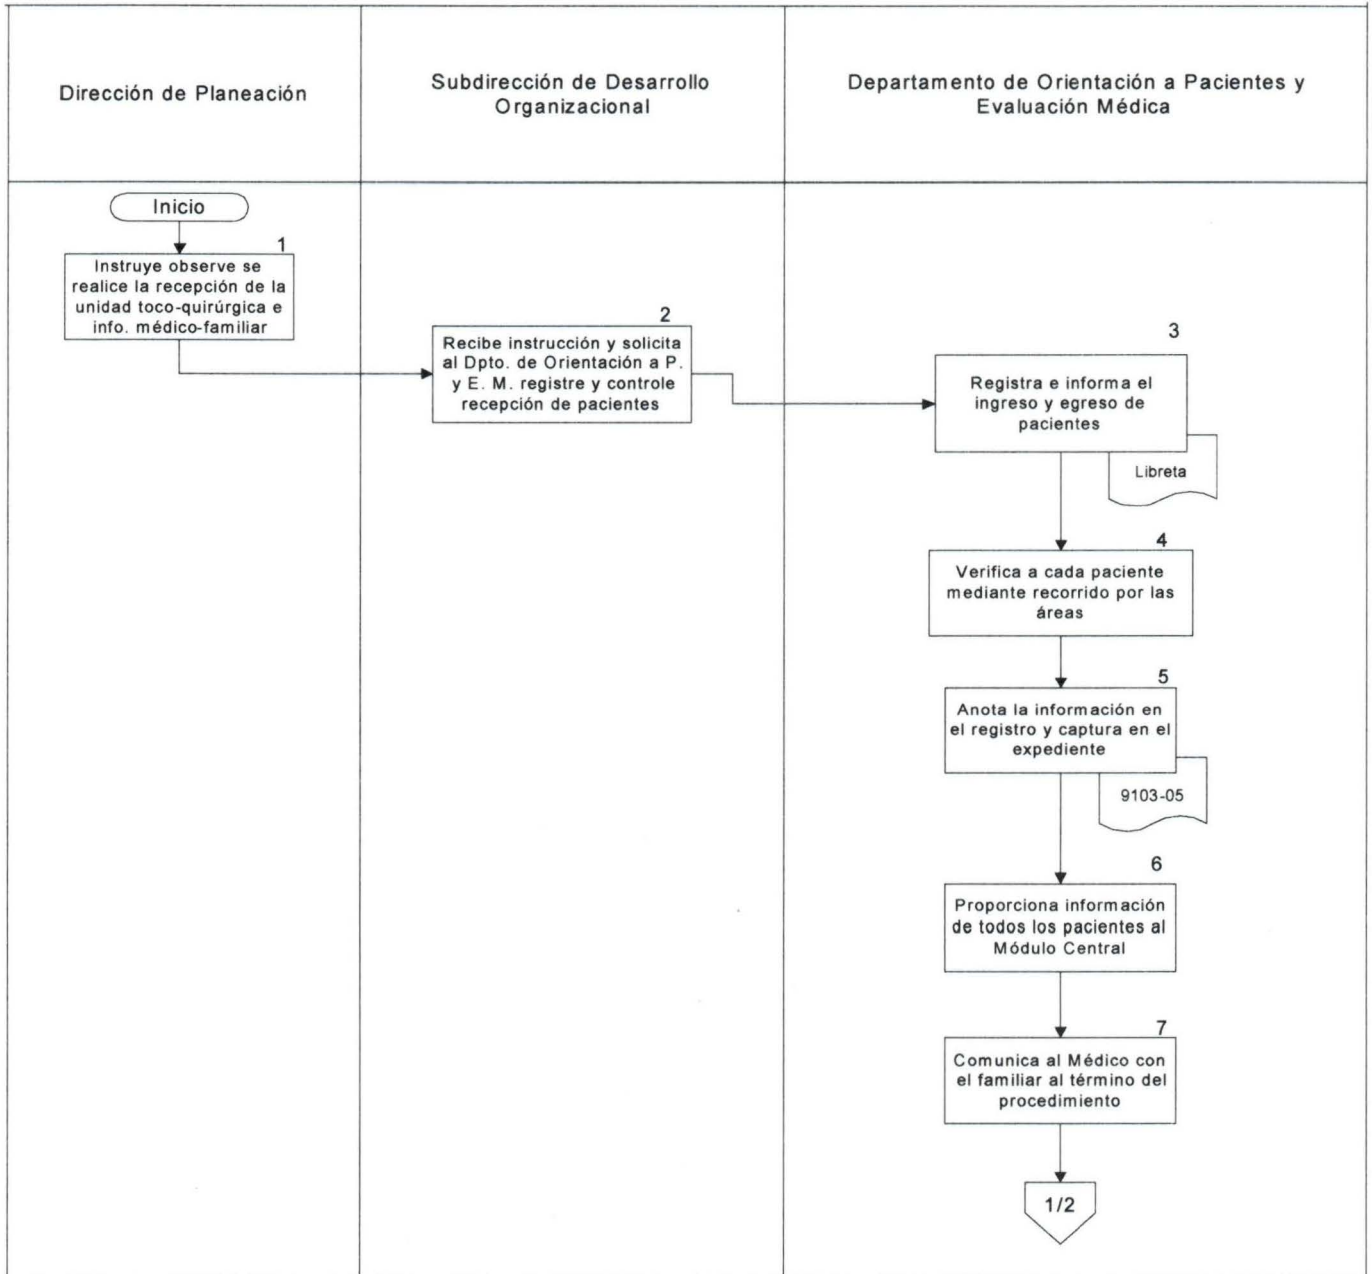 Dirección de Planeación
Subdirección de Desarrollo
Organizacional
Departamento de Orientación a Pacientes y
Evaluación Médica
Inicio
1
Instruye observe se
realice la recepción de la
unidad toco-quirúrgica e
info. médico-familiar
2
Recibe instrucción y solicita
al Dpto. de Orientación a P.
y E. M. registre y controle
recepción de pacientes
3
Registra e informa el
ingreso y egreso de
pacientes
Libreta
4
Verifica a cada paciente
mediante recorrido por las
áreas
5
Anota la información en
el registro y captura en el
expediente
9103-05
6
Proporciona información
de todos los pacientes al
Módulo Central
7
Comunica al Médico con
el familiar al término del
procedimiento
1/2